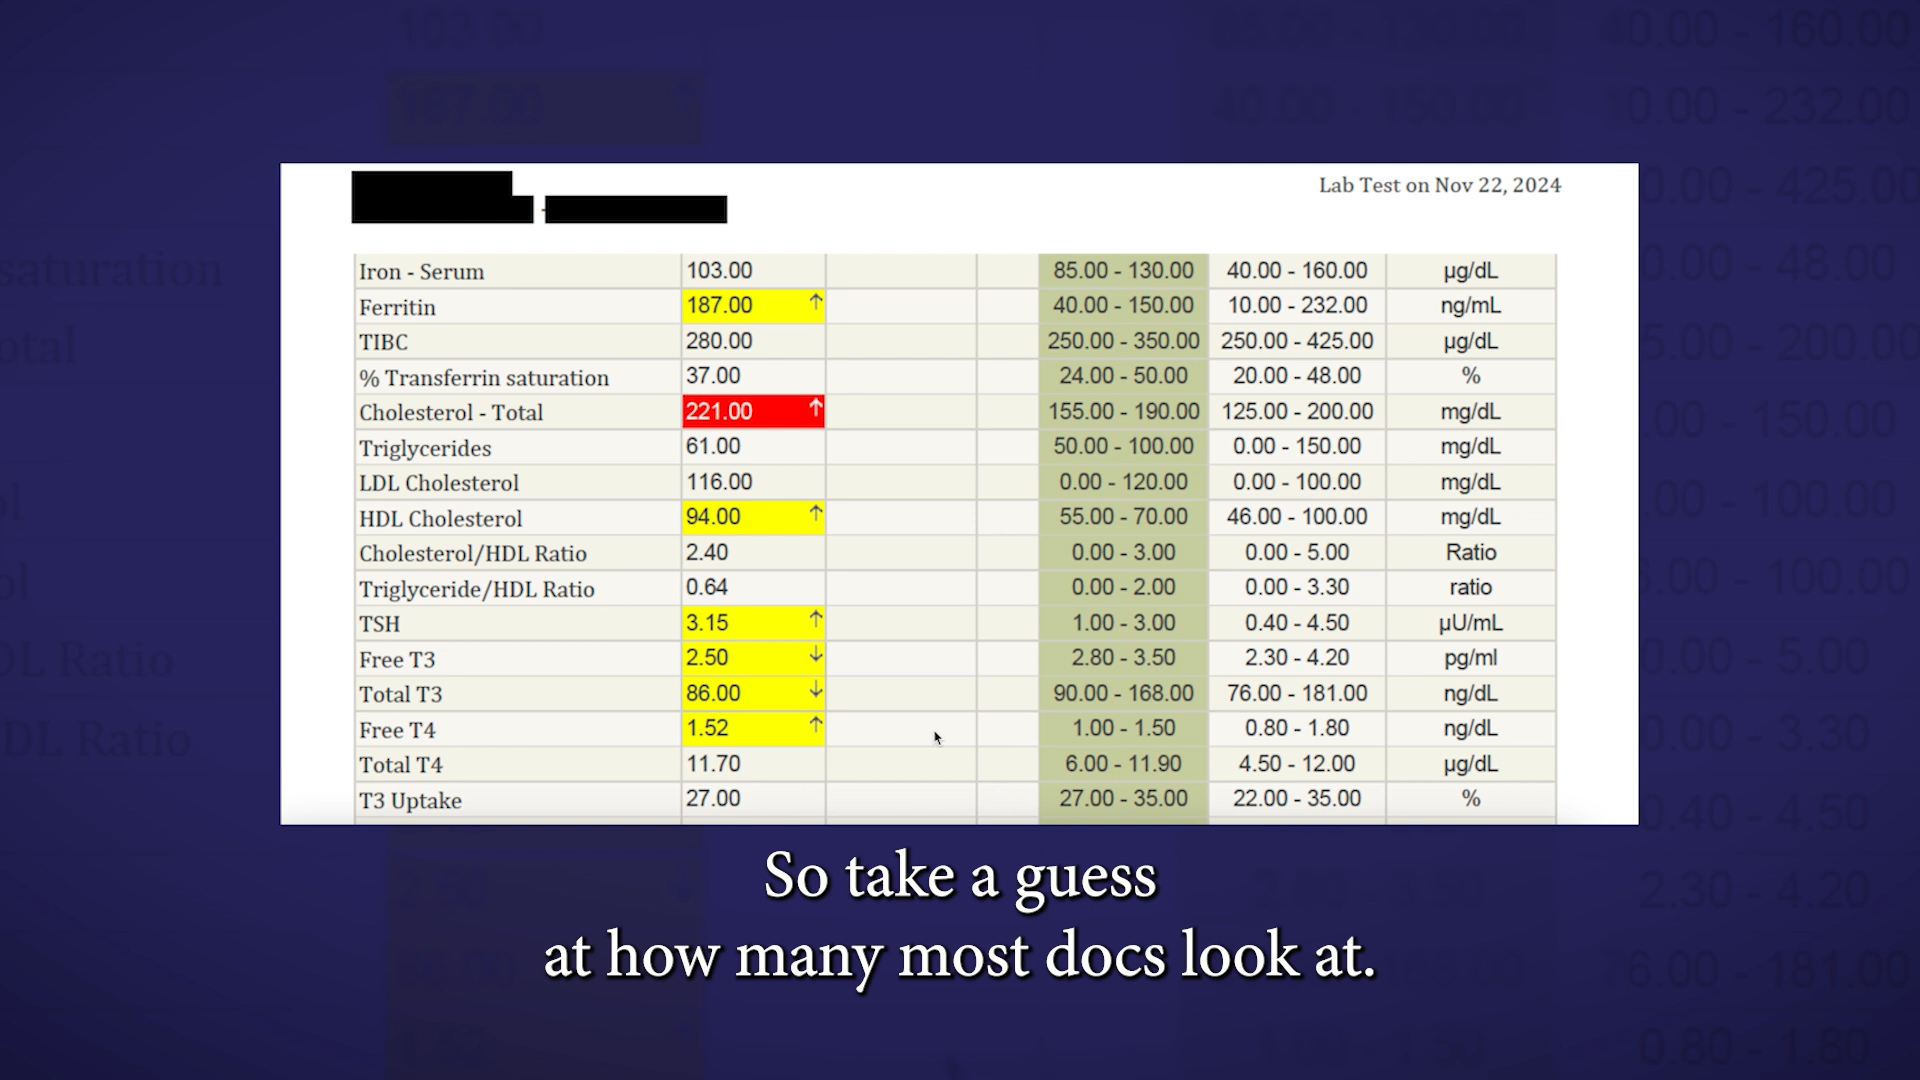 Lab Test on Nov 22, 2024
Iron - Serum 103.00 85.00 - 130.00 40.00 - 160.00 µg/dL
Ferritin 187.00 ↑ 40.00 - 150.00 10.00 - 232.00 ng/mL
TIBC 280.00 250.00 - 350.00 250.00 - 425.00 µg/dL
% Transferrin saturation 37.00 24.00 - 50.00 20.00 - 48.00 %
Cholesterol - Total 221.00 ↑ 155.00 - 190.00 125.00 - 200.00 mg/dL
Triglycerides 61.00 50.00 - 100.00 0.00 - 150.00 mg/dL
LDL Cholesterol 116.00 0.00 - 120.00 0.00 - 100.00 mg/dL
HDL Cholesterol 94.00 ↑ 55.00 - 70.00 46.00 - 100.00 mg/dL
Cholesterol/HDL Ratio 2.40 0.00 - 3.00 0.00 - 5.00 Ratio
Triglyceride/HDL Ratio 0.64 0.00 - 2.00 0.00 - 3.30 ratio
TSH 3.15 ↑ 1.00 - 3.00 0.40 - 4.50 µU/mL
Free T3 2.50 ↓ 2.80 - 3.50 2.30 - 4.20 pg/ml
Total T3 86.00 ↓ 90.00 - 168.00 76.00 - 181.00 ng/dL
Free T4 1.52 ↑ 1.00 - 1.50 0.80 - 1.80 ng/dL
Total T4 11.70 6.00 - 11.90 4.50 - 12.00 µg/dL
T3 Uptake 27.00 27.00 - 35.00 22.00 - 35.00 %
So take a guess
at how many most docs look at.